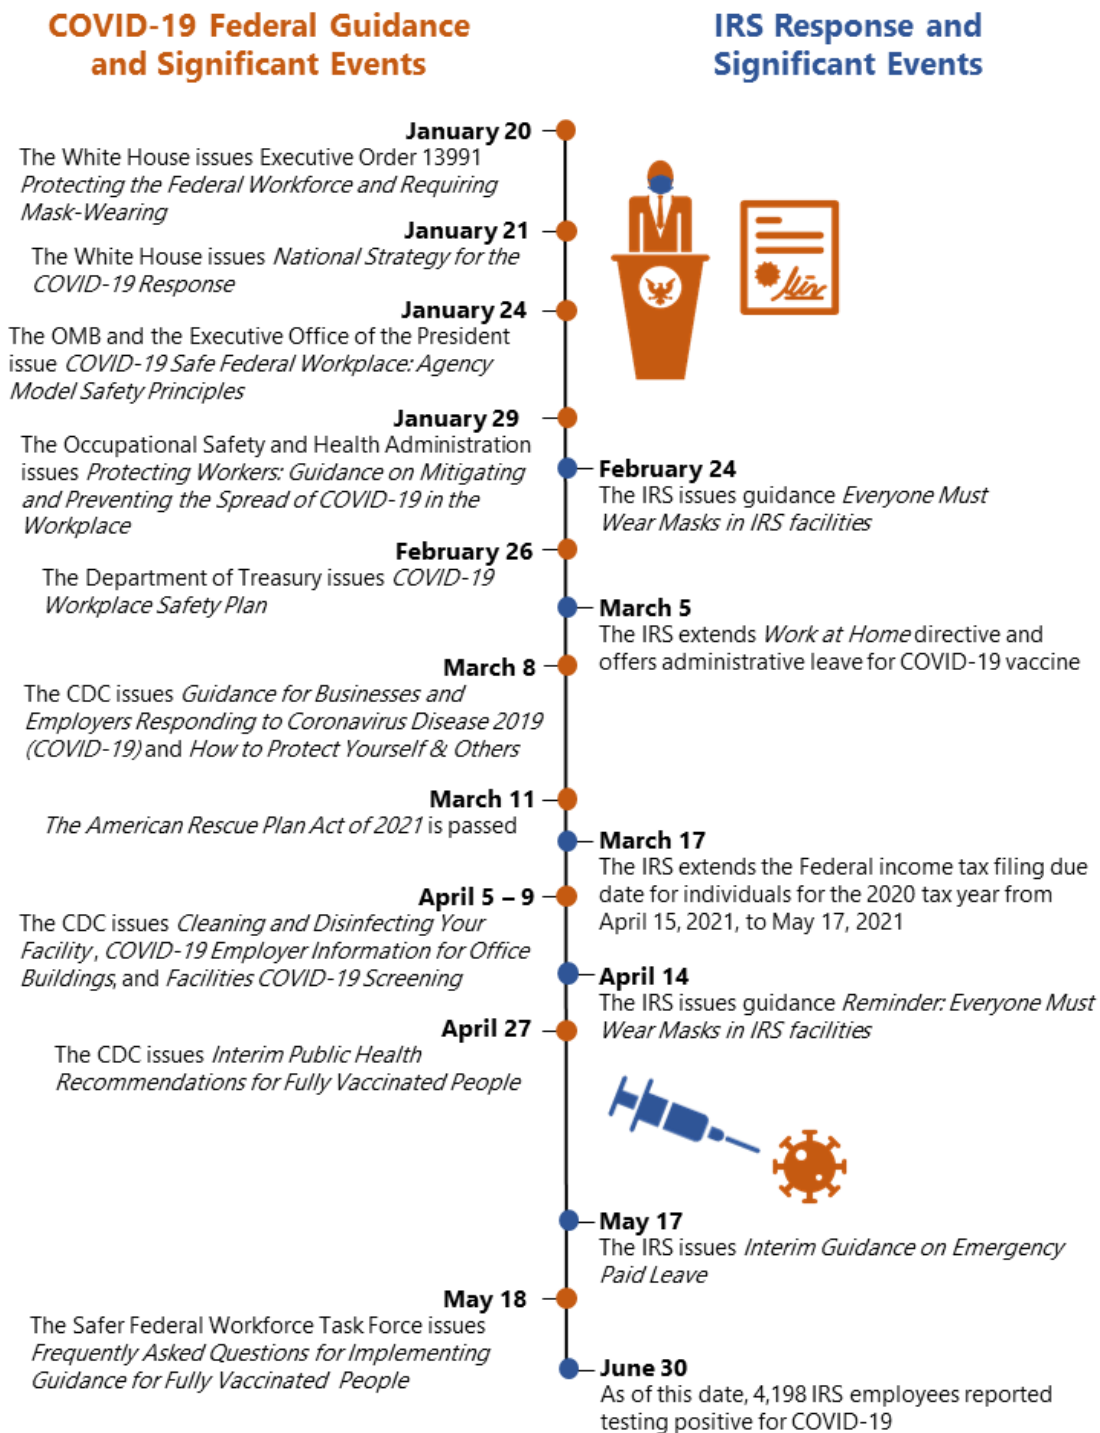 COVID-19 Federal Guidance
and Significant Events
IRS Response and
Significant Events
January 20
The White House issues Executive Order 13991
Protecting the Federal Workforce and Requiring
Mask-Wearing
January 21
The White House issues National Strategy for the
COVID-19 Response
January 24
The OMB and the Executive Office of the President
issue COVID-19 Safe Federal Workplace: Agency
Model Safety Principles
January 29
The Occupational Safety and Health Administration
issues Protecting Workers: Guidance on Mitigating
and Preventing the Spread of COVID-19 in the
Workplace
February 24
The IRS issues guidance Everyone Must
Wear Masks in IRS facilities
February 26
The Department of Treasury issues COVID-19
Workplace Safety Plan
March 5
The IRS extends Work at Home directive and
offers administrative leave for COVID-19 vaccine
March 8
The CDC issues Guidance for Businesses and
Employers Responding to Coronavirus Disease 2019
(COVID-19) and How to Protect Yourself & Others
March 11
The American Rescue Plan Act of 2021 is passed
March 17
The IRS extends the Federal income tax filing due
date for individuals for the 2020 tax year from
April 15, 2021, to May 17, 2021
April 5 – 9
The CDC issues Cleaning and Disinfecting Your
Facility, COVID-19 Employer Information for Office
Buildings, and Facilities COVID-19 Screening
April 14
The IRS issues guidance Reminder: Everyone Must
Wear Masks in IRS facilities
April 27
The CDC issues Interim Public Health
Recommendations for Fully Vaccinated People
May 17
The IRS issues Interim Guidance on Emergency
Paid Leave
May 18
The Safer Federal Workforce Task Force issues
Frequently Asked Questions for Implementing
Guidance for Fully Vaccinated People
June 30
As of this date, 4,198 IRS employees reported
testing positive for COVID-19